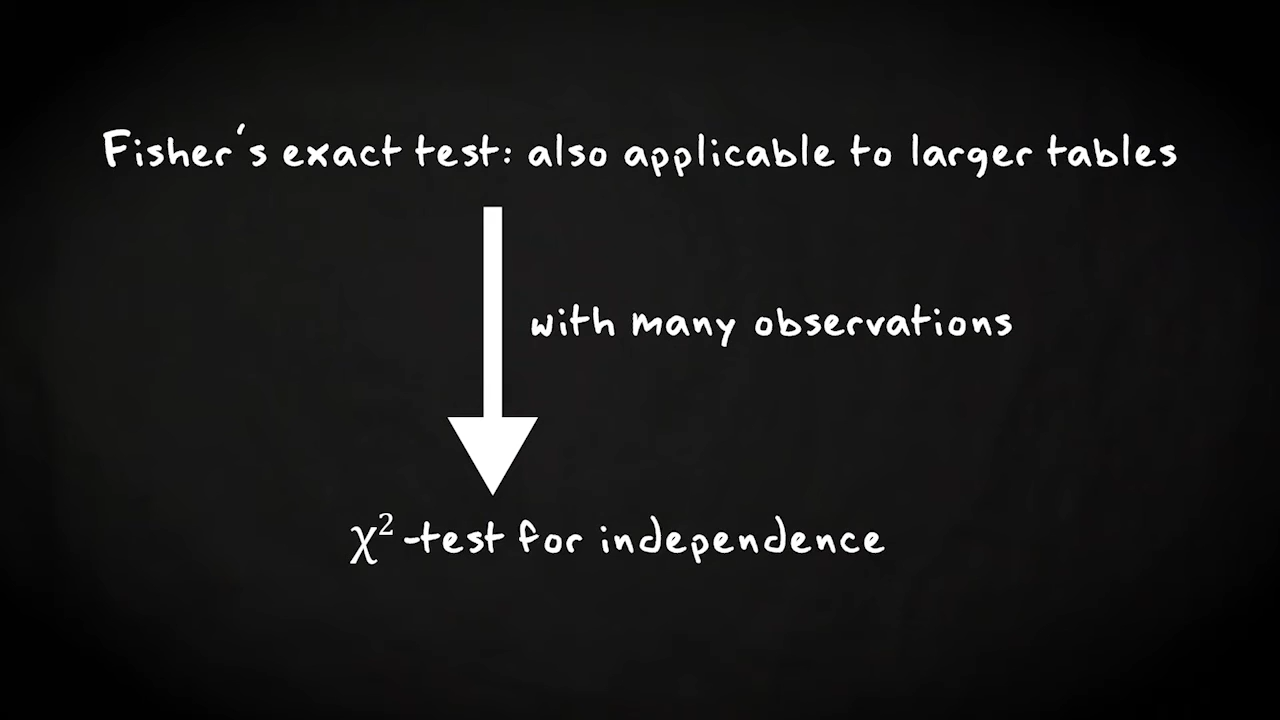 Fisher's exact test: also applicable to larger tables
with many observations
χ²-test for independence